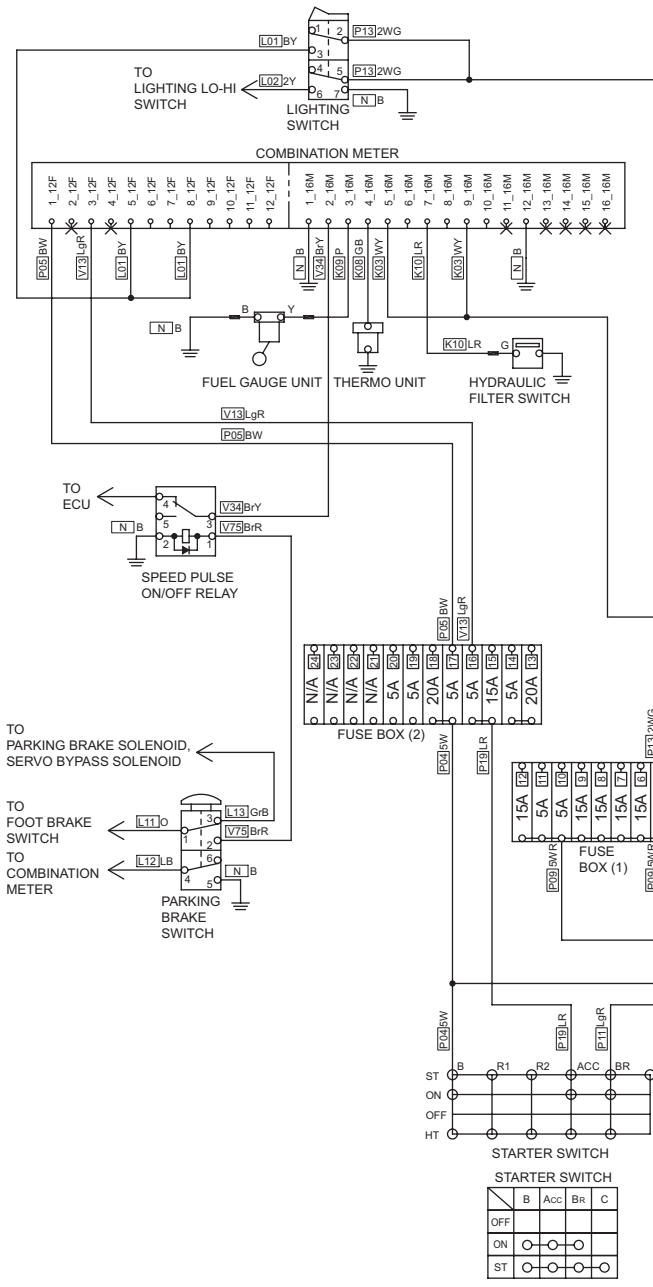 1 2 P13 2WG
L01 BY 3
4 5 P13 2WG
TO
LIGHTING LO-HI
SWITCH
L02 2Y 6 7
N B
LIGHTING
SWITCH
COMBINATION METER
1_12F 2_12F 3_12F 4_12F 5_12F 6_12F 7_12F 8_12F 9_12F 10_12F 11_12F 12_12F 1_16M 2_16M 3_16M 4_16M 5_16M 6_16M 7_16M 8_16M 9_16M 10_16M 11_16M 12_16M 13_16M 14_16M 15_16M 16_16M
P05 BW V13 LgR L01 BY L01 BY N B V34 BrY K09 P K08 GB K03 WY K10 LR K03 WY N B
B Y
N B
K10 LR G
FUEL GAUGE UNIT
THERMO UNIT
HYDRAULIC
FILTER SWITCH
V13 LgR
P05 BW
TO
ECU
4
5 3 V34 BrY
N B 2 1 V75 BrR
SPEED PULSE
ON/OFF RELAY
P05 BW V13 LgR
24 23 22 21 20 19 18 17 16 15 14 13
N/A N/A N/A N/A 5A 5A 20A 5A 5A 15A 5A 20A
FUSE BOX (2)
P04 5W P19 LR
P13 2WG
12 11 10 9 8 7 6
15A 5A 5A 15A 15A 15A 15A
FUSE
BOX (1)
P09 5WR P09 5WR
TO
PARKING BRAKE SOLENOID,
SERVO BYPASS SOLENOID
TO
FOOT BRAKE
SWITCH
L11 O 1 3 L13 GrB
2 V75 BrR
TO
COMBINATION
METER
L12 LB 4 6
5 N B
PARKING
BRAKE
SWITCH
P04 5W P19 LR P11 LgR
B R1 R2 ACC BR
ST
ON
OFF
HT
STARTER SWITCH
STARTER SWITCH
B Acc BR C
OFF
ON
ST